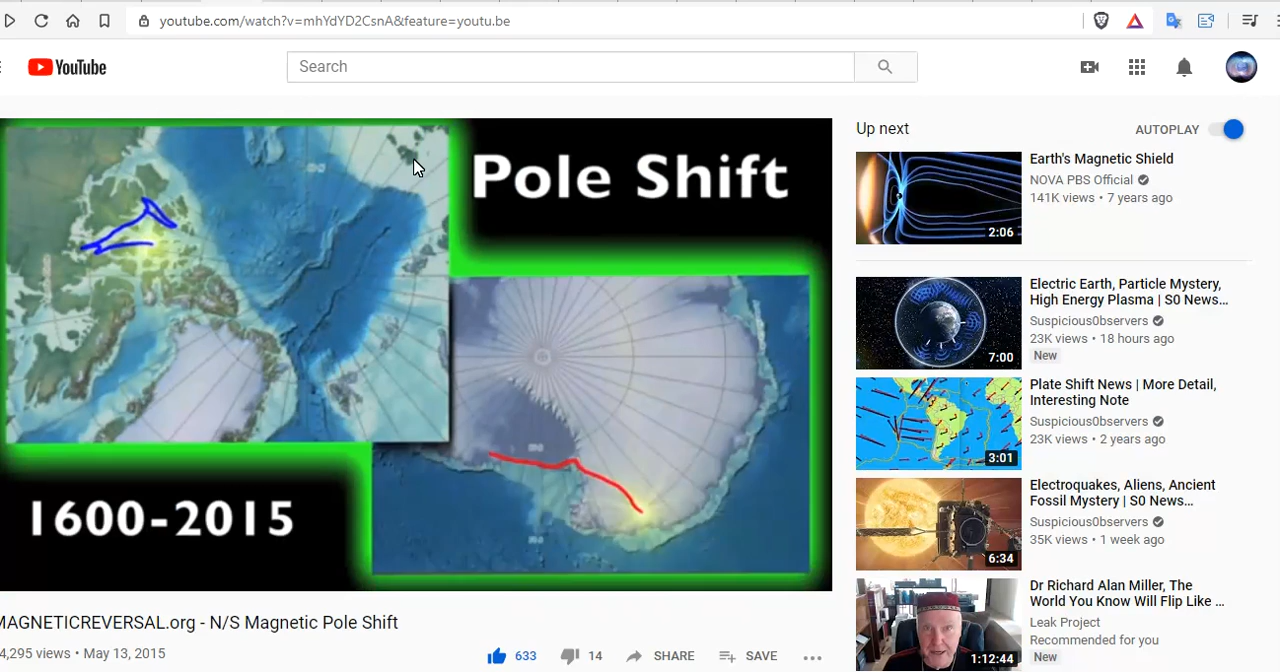 youtube.com/watch?v=mhYdYD2CsnA&feature=youtu.be
YouTube
Search
Pole Shift
1600-2015
MAGNETICREVERSAL.org - N/S Magnetic Pole Shift
4,295 views • May 13, 2015
633
14
SHARE
SAVE
Up next
AUTOPLAY
2:06
Earth's Magnetic Shield
NOVA PBS Official
141K views • 7 years ago
7:00
Electric Earth, Particle Mystery,
High Energy Plasma | S0 News…
Suspicious0bservers
23K views • 18 hours ago
New
3:01
Plate Shift News | More Detail,
Interesting Note
Suspicious0bservers
23K views • 2 years ago
6:34
Electroquakes, Aliens, Ancient
Fossil Mystery | S0 News…
Suspicious0bservers
35K views • 1 week ago
1:12:44
Dr Richard Alan Miller, The
World You Know Will Flip Like …
Leak Project
Recommended for you
New